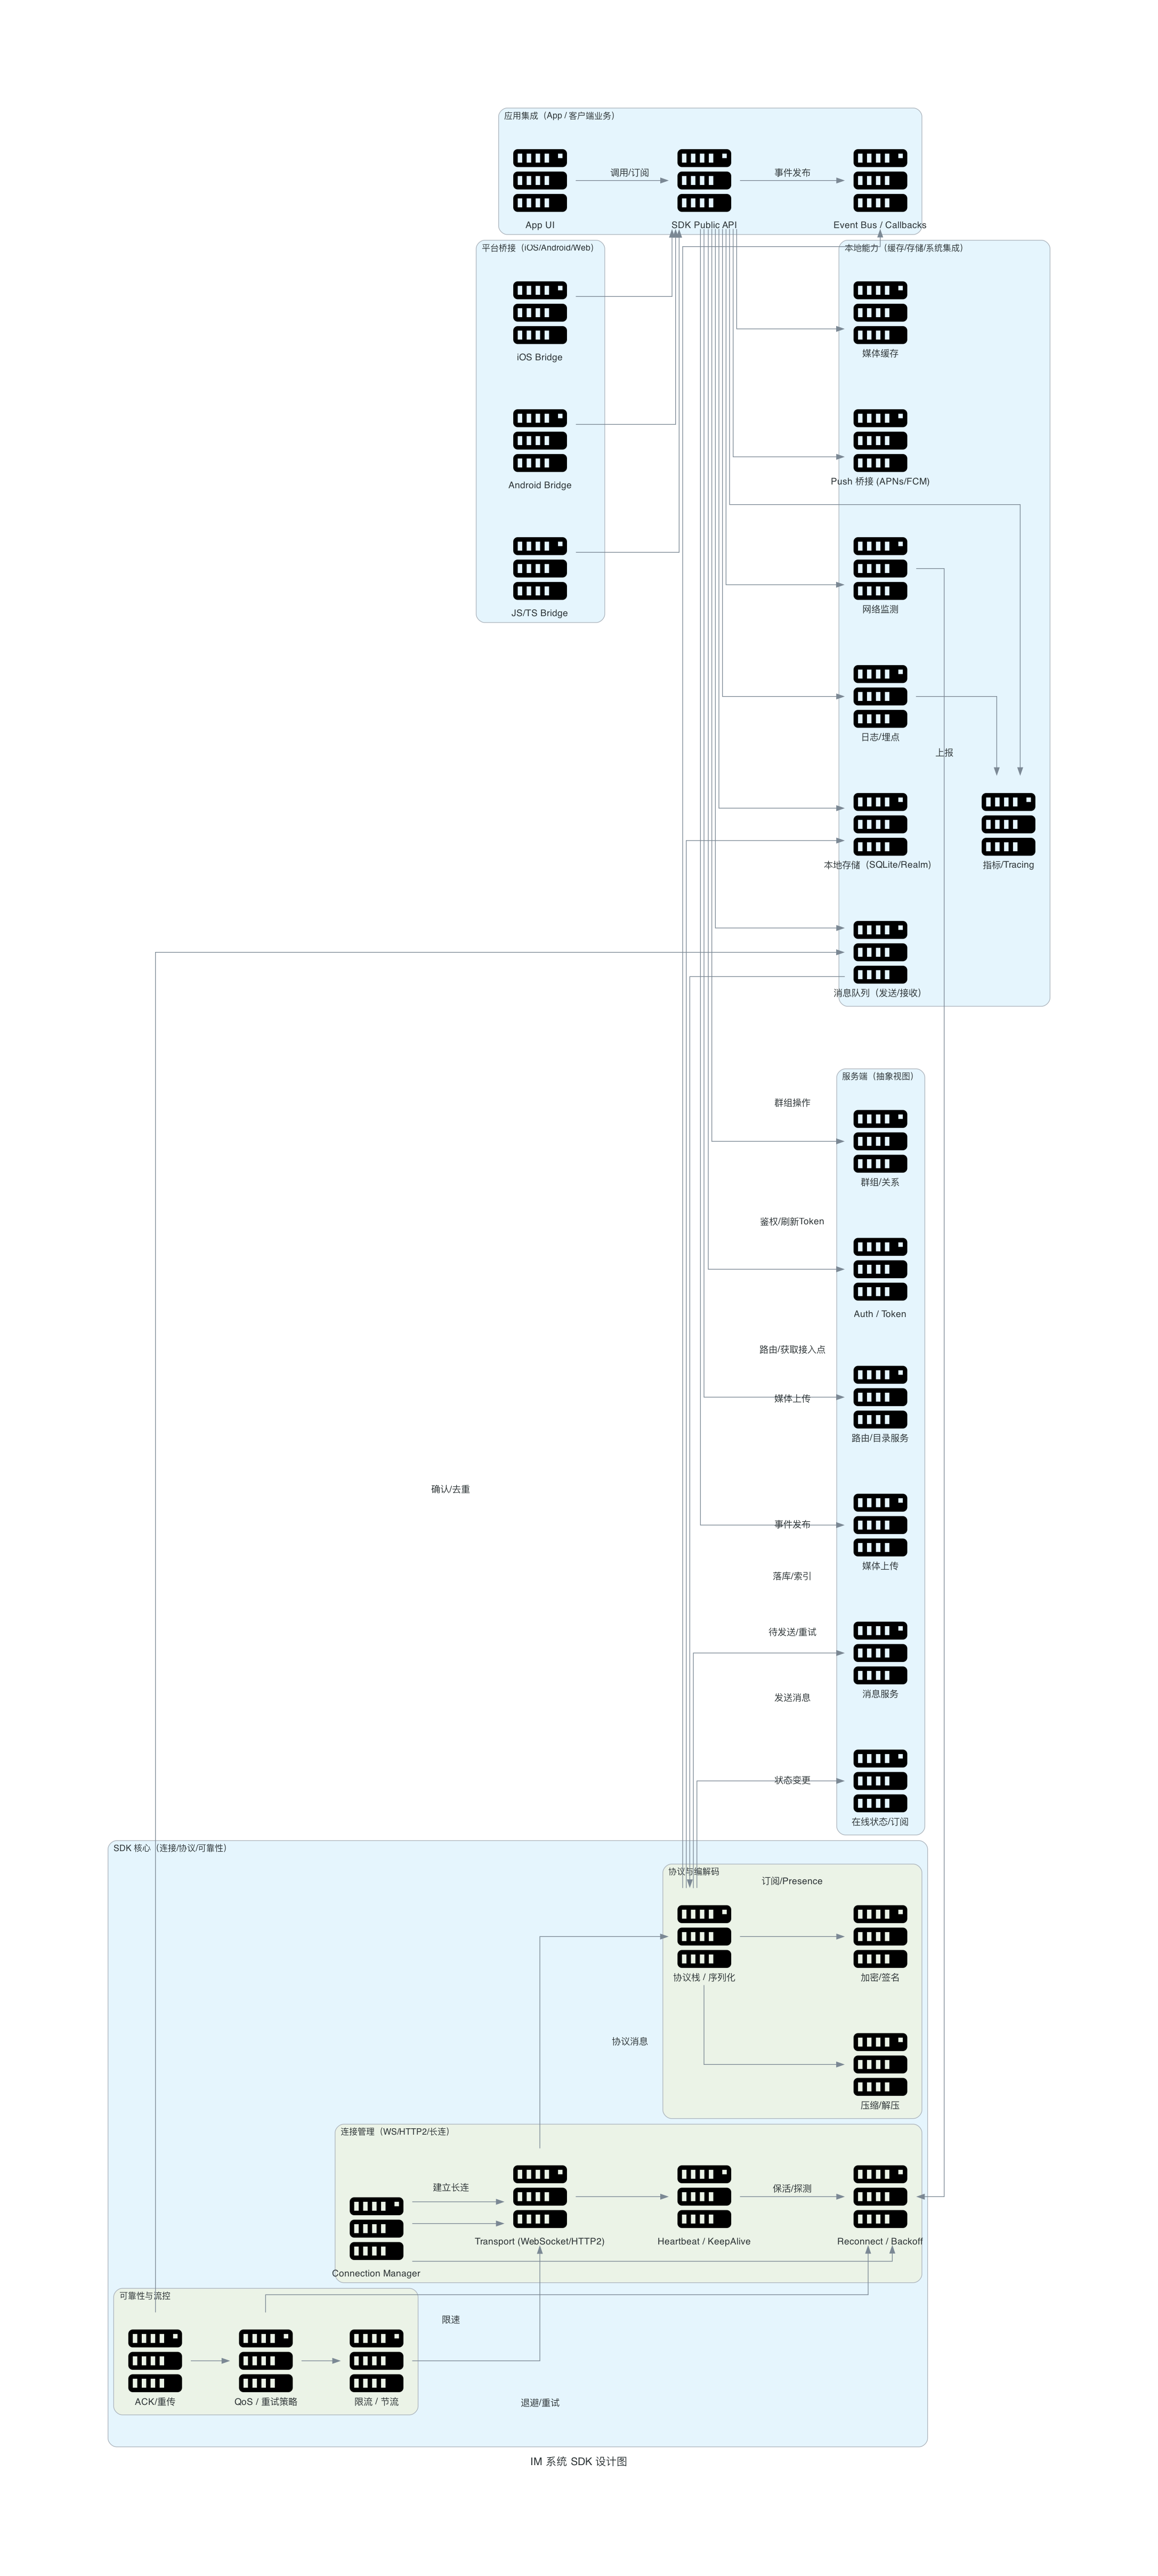 应用集成（App / 客户端业务）
调用/订阅
事件发布
App UI
SDK Public API
Event Bus / Callbacks
平台桥接（iOS/Android/Web）
本地能力（缓存/存储/系统集成）
iOS Bridge
媒体缓存
Android Bridge
Push 桥接 (APNs/FCM)
JS/TS Bridge
网络监测
日志/埋点
上报
本地存储（SQLite/Realm）
指标/Tracing
消息队列（发送/接收）
服务端（抽象视图）
群组操作
群组/关系
鉴权/刷新Token
Auth / Token
路由/获取接入点
媒体上传
路由/目录服务
确认/去重
事件发布
媒体上传
落库/索引
待发送/重试
消息服务
发送消息
状态变更
在线状态/订阅
SDK 核心（连接/协议/可靠性）
协议与编解码
订阅/Presence
协议栈 / 序列化
加密/签名
协议消息
压缩/解压
连接管理（WS/HTTP2/长连）
建立长连
保活/探测
Transport (WebSocket/HTTP2)
Heartbeat / KeepAlive
Reconnect / Backoff
Connection Manager
可靠性与流控
限速
ACK/重传
QoS / 重试策略
限流 / 节流
退避/重试
IM 系统 SDK 设计图